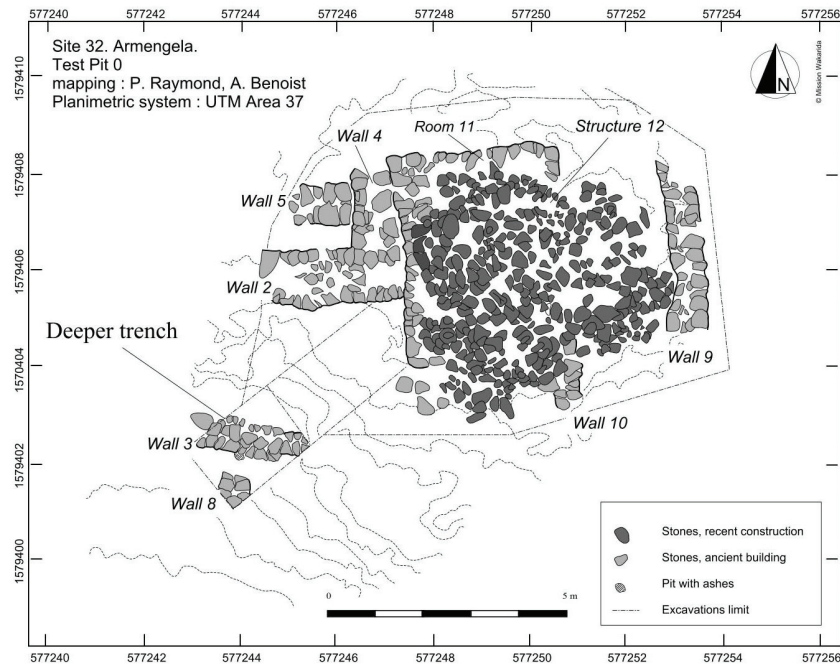 577240 577242 577244 577246 577248 577250 577252 577254 577256
Site 32. Armengela.
Test Pit 0
mapping : P. Raymond, A. Benoist
Planimetric system : UTM Area 37
N
© Mission Wakarida
1579410
1579408
1579406
1570404
1579402
1579400
Wall 4
Room 11
Structure 12
Wall 5
Wall 2
Deeper trench
Wall 9
Wall 10
Wall 3
Wall 8
Stones, recent construction
Stones, ancient building
Pit with ashes
Excavations limit
0 5 m
577240 577242 577244 577246 577248 577250 577252 577254 577256